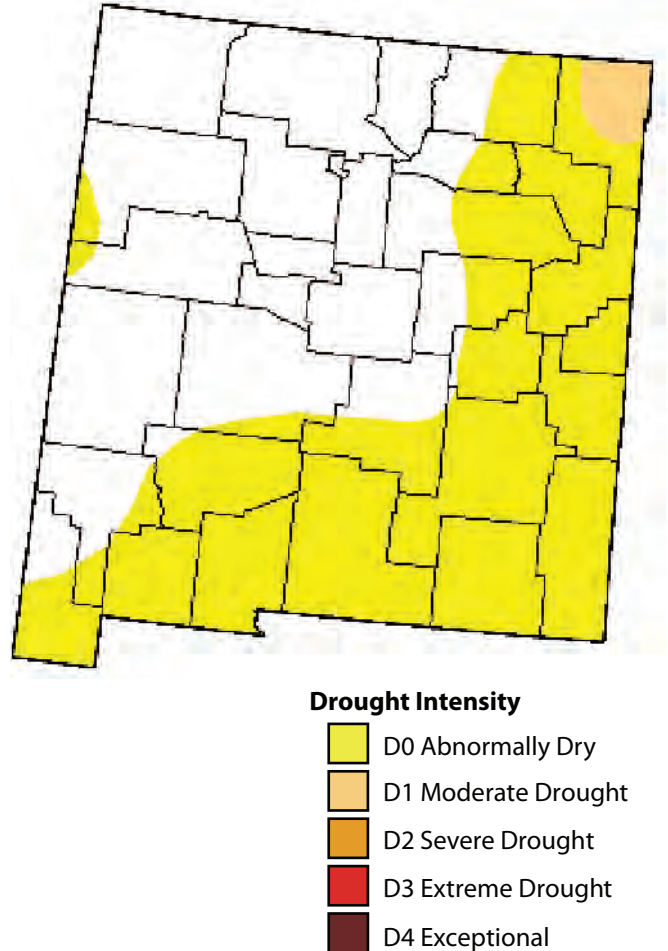 Drought Intensity
D0 Abnormally Dry
D1 Moderate Drought
D2 Severe Drought
D3 Extreme Drought
D4 Exceptional